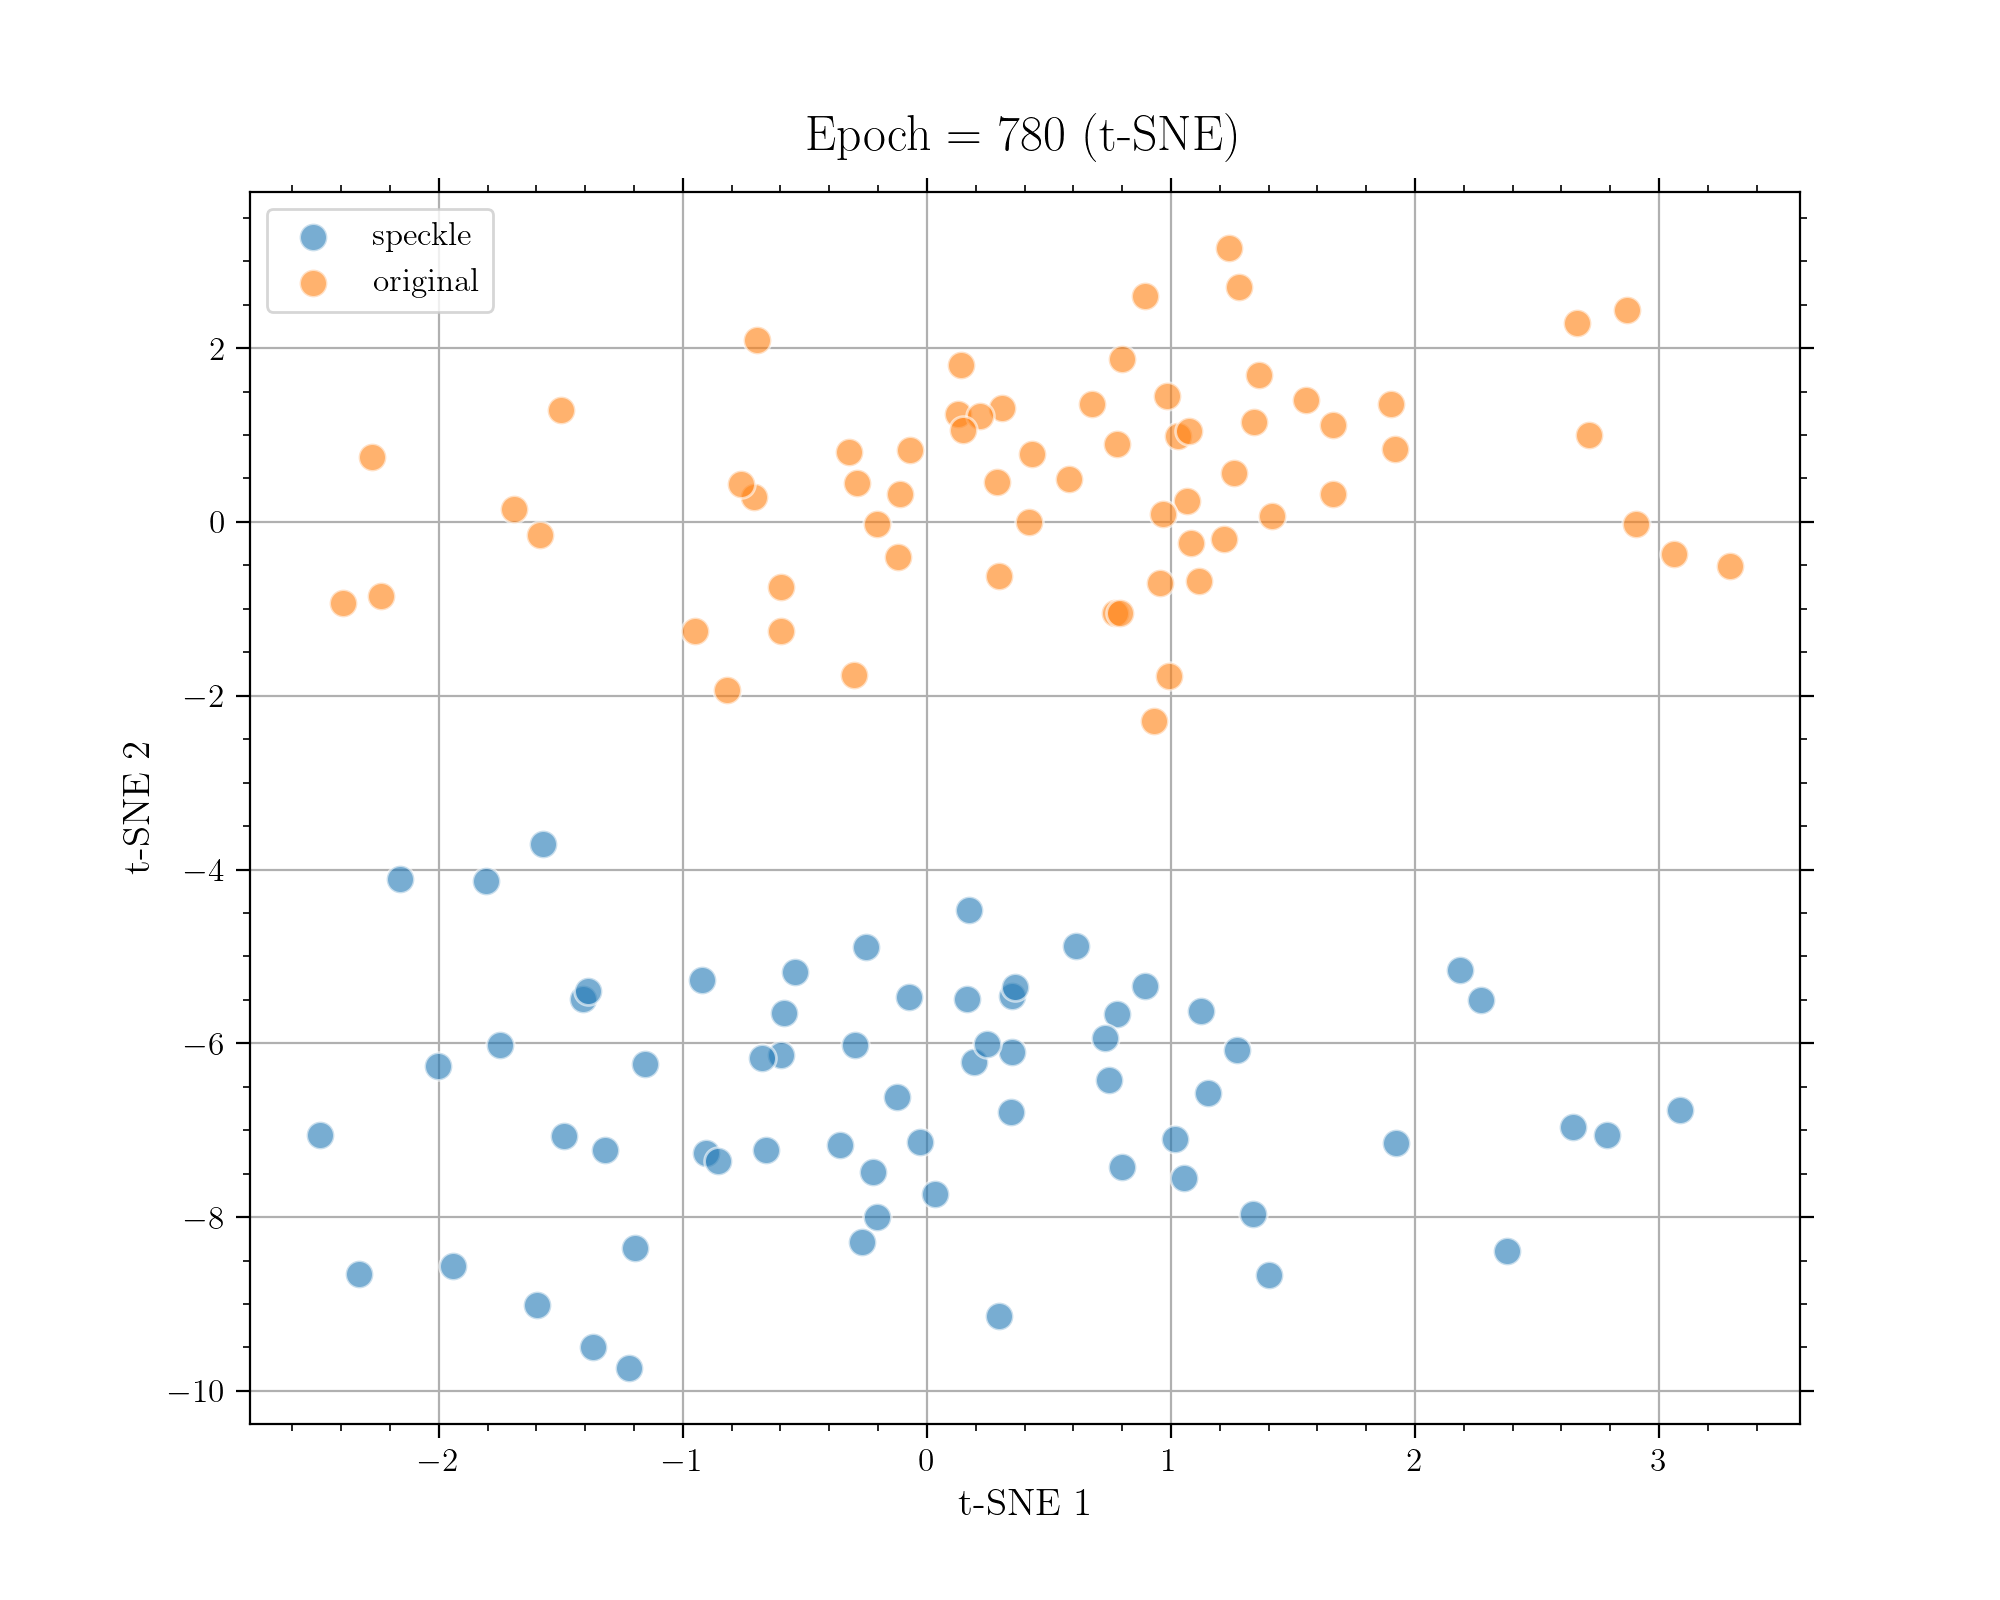 Epoch = 780 (t-SNE)
speckle
original
2
0
−2
−4
−6
−8
−10
t-SNE 2
−2 −1 0 1 2 3
t-SNE 1